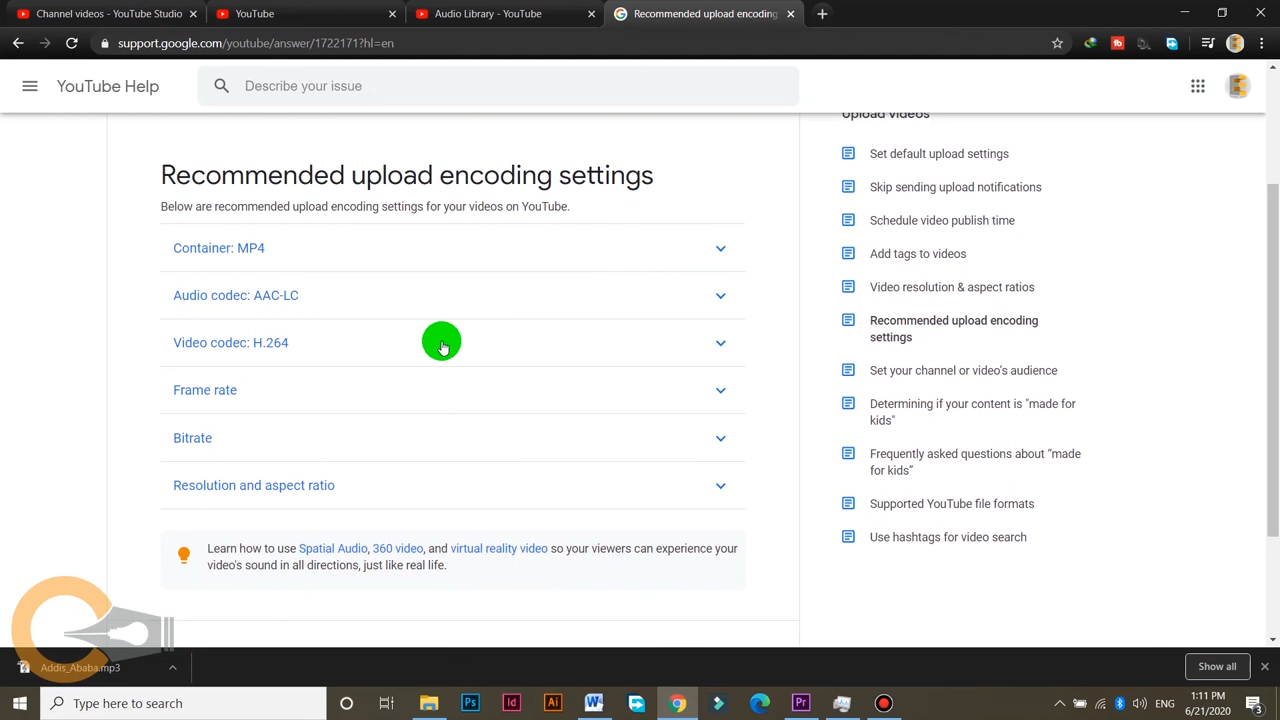 Channel videos - YouTube Studio
YouTube
Audio Library - YouTube
Recommended upload encoding
support.google.com/youtube/answer/1722171?hl=en
YouTube Help
Describe your issue
Upload videos
Recommended upload encoding settings
Below are recommended upload encoding settings for your videos on YouTube.
Container: MP4
Audio codec: AAC-LC
Video codec: H.264
Frame rate
Bitrate
Resolution and aspect ratio
Learn how to use Spatial Audio, 360 video, and virtual reality video so your viewers can experience your
video's sound in all directions, just like real life.
Set default upload settings
Skip sending upload notifications
Schedule video publish time
Add tags to videos
Video resolution & aspect ratios
Recommended upload encoding
settings
Set your channel or video's audience
Determining if your content is "made for
kids"
Frequently asked questions about “made
for kids”
Supported YouTube file formats
Use hashtags for video search
Addis_Ababa.mp3
Show all
Type here to search
Ps
Id
Ai
W
Pr
ENG
1:11 PM
6/21/2020
3